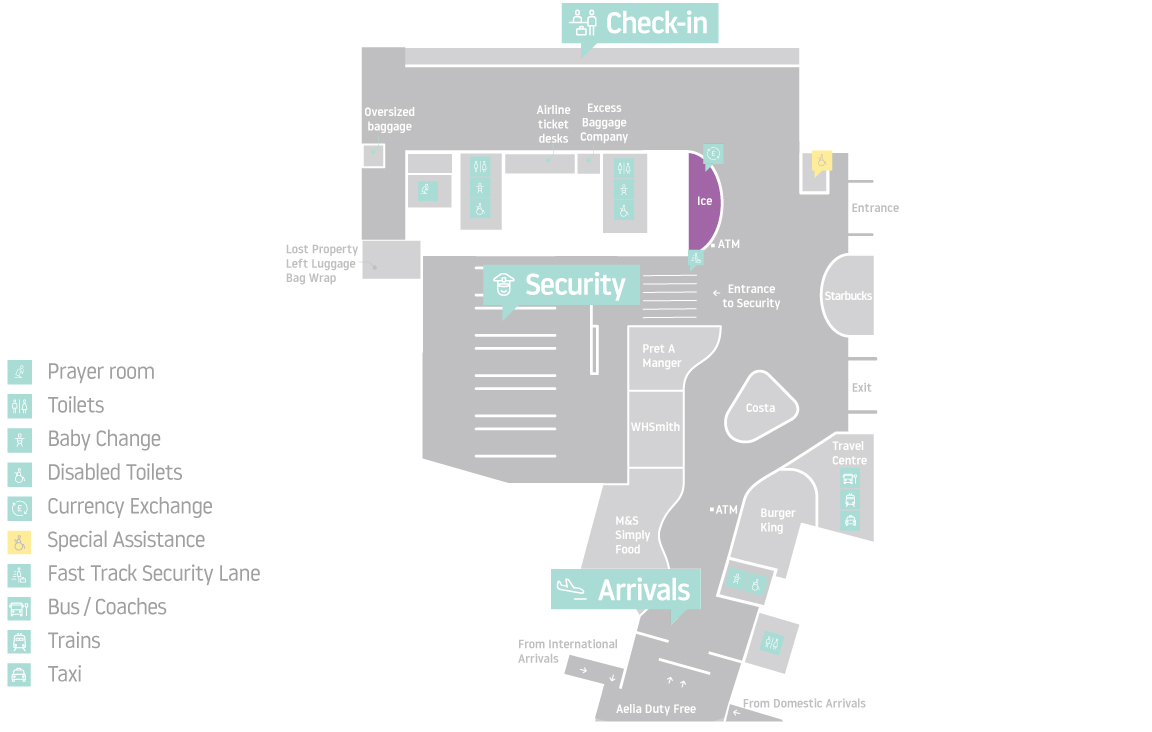 Check-in
Oversized
baggage
Airline
ticket
desks
Excess
Baggage
Company
£
Ice
ATM
Entrance
Lost Property
Left Luggage
Bag Wrap
Security
Entrance
to Security
Starbucks
Pret A
Manger
Exit
Costa
WHSmith
Travel
Centre
ATM
Burger
King
M&S
Simply
Food
Arrivals
From International
Arrivals
Aelia Duty Free
From Domestic Arrivals
Prayer room
Toilets
Baby Change
Disabled Toilets
£
Currency Exchange
Special Assistance
Fast Track Security Lane
Bus / Coaches
Trains
Taxi